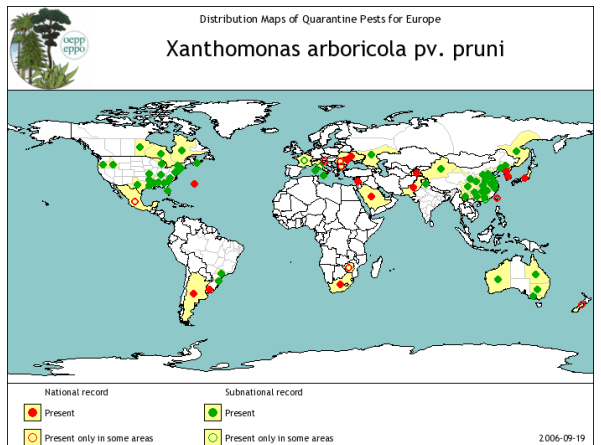 Distribution Maps of Quarantine Pests for Europe
oepp
eppo
Xanthomonas arboricola pv. pruni
National record
Subnational record
Present
Present
Present only in some areas
Present only in some areas
2006-09-19